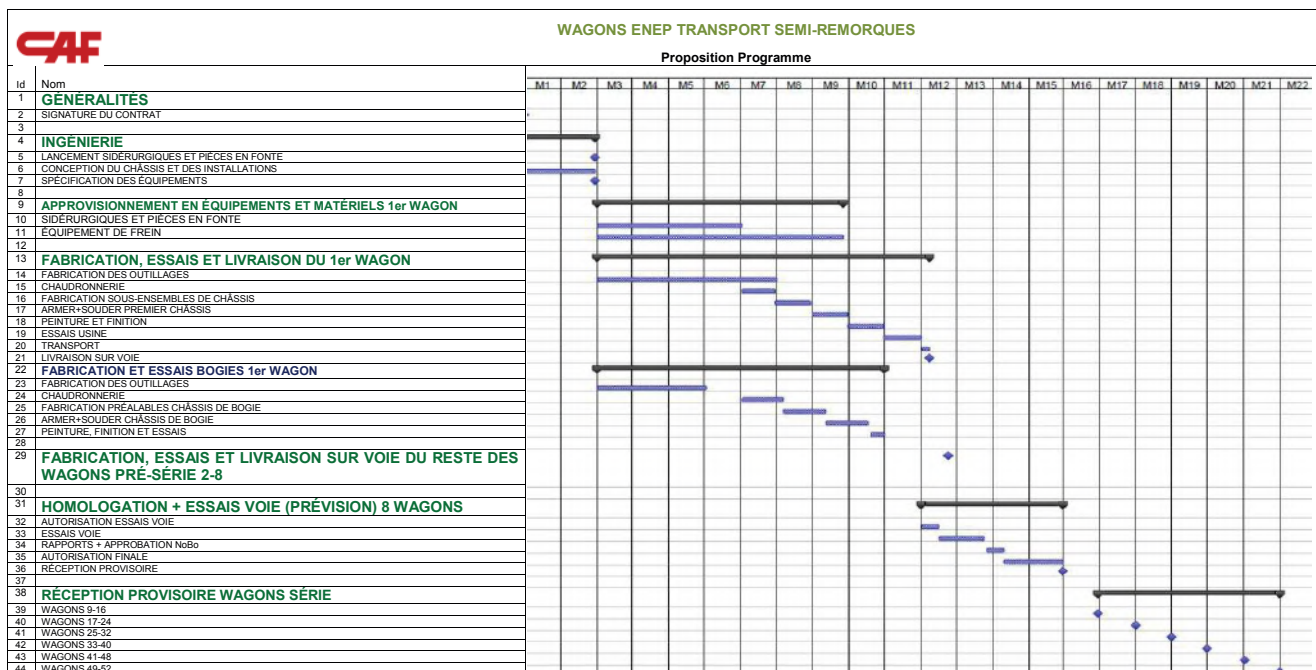 CAF
WAGONS ENEP TRANSPORT SEMI-REMORQUES
Proposition Programme
Id Nom M1 M2 M3 M4 M5 M6 M7 M8 M9 M10 M11 M12 M13 M14 M15 M16 M17 M18 M19 M20 M21 M22
1 GÉNÉRALITÉS
2 SIGNATURE DU CONTRAT
3
4 INGÉNIERIE
5 LANCEMENT SIDÉRURGIQUES ET PIÈCES EN FONTE
6 CONCEPTION DU CHÂSSIS ET DES INSTALLATIONS
7 SPÉCIFICATION DES ÉQUIPEMENTS
8
9 APPROVISIONNEMENT EN ÉQUIPEMENTS ET MATÉRIELS 1er WAGON
10 SIDÉRURGIQUES ET PIÈCES EN FONTE
11 ÉQUIPEMENT DE FREIN
12
13 FABRICATION, ESSAIS ET LIVRAISON DU 1er WAGON
14 FABRICATION DES OUTILLAGES
15 CHAUDRONNERIE
16 FABRICATION SOUS-ENSEMBLES DE CHÂSSIS
17 ARMER+SOUDER PREMIER CHÂSSIS
18 PEINTURE ET FINITION
19 ESSAIS USINE
20 TRANSPORT
21 LIVRAISON SUR VOIE
22 FABRICATION ET ESSAIS BOGIES 1er WAGON
23 FABRICATION DES OUTILLAGES
24 CHAUDRONNERIE
25 FABRICATION PRÉALABLES CHÂSSIS DE BOGIE
26 ARMER+SOUDER CHÂSSIS DE BOGIE
27 PEINTURE, FINITION ET ESSAIS
28
29 FABRICATION, ESSAIS ET LIVRAISON SUR VOIE DU RESTE DES
WAGONS PRÉ-SÉRIE 2-8
30
31 HOMOLOGATION + ESSAIS VOIE (PRÉVISION) 8 WAGONS
32 AUTORISATION ESSAIS VOIE
33 ESSAIS VOIE
34 RAPPORTS + APPROBATION NoBo
35 AUTORISATION FINALE
36 RÉCEPTION PROVISOIRE
37
38 RÉCEPTION PROVISOIRE WAGONS SÉRIE
39 WAGONS 9-16
40 WAGONS 17-24
41 WAGONS 25-32
42 WAGONS 33-40
43 WAGONS 41-48
44 WAGONS 49-52